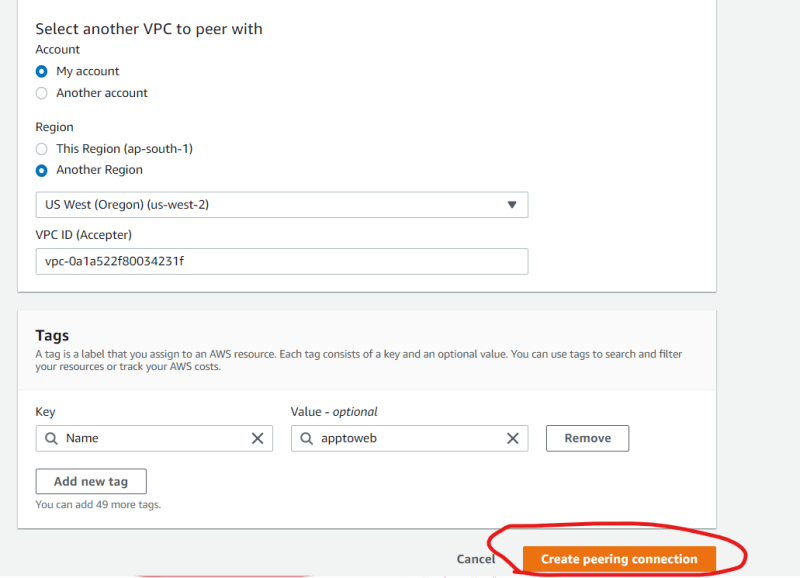 Select another VPC to peer with
Account
My account
Another account
Region
This Region (ap-south-1)
Another Region
US West (Oregon) (us-west-2)
VPC ID (Accepter)
vpc-0a1a522f80034231f
Tags
A tag is a label that you assign to an AWS resource. Each tag consists of a key and an optional value. You can use tags to search and filter
your resources or track your AWS costs.
Key
Value - optional
Name
apptoweb
Remove
Add new tag
You can add 49 more tags.
Cancel
Create peering connection